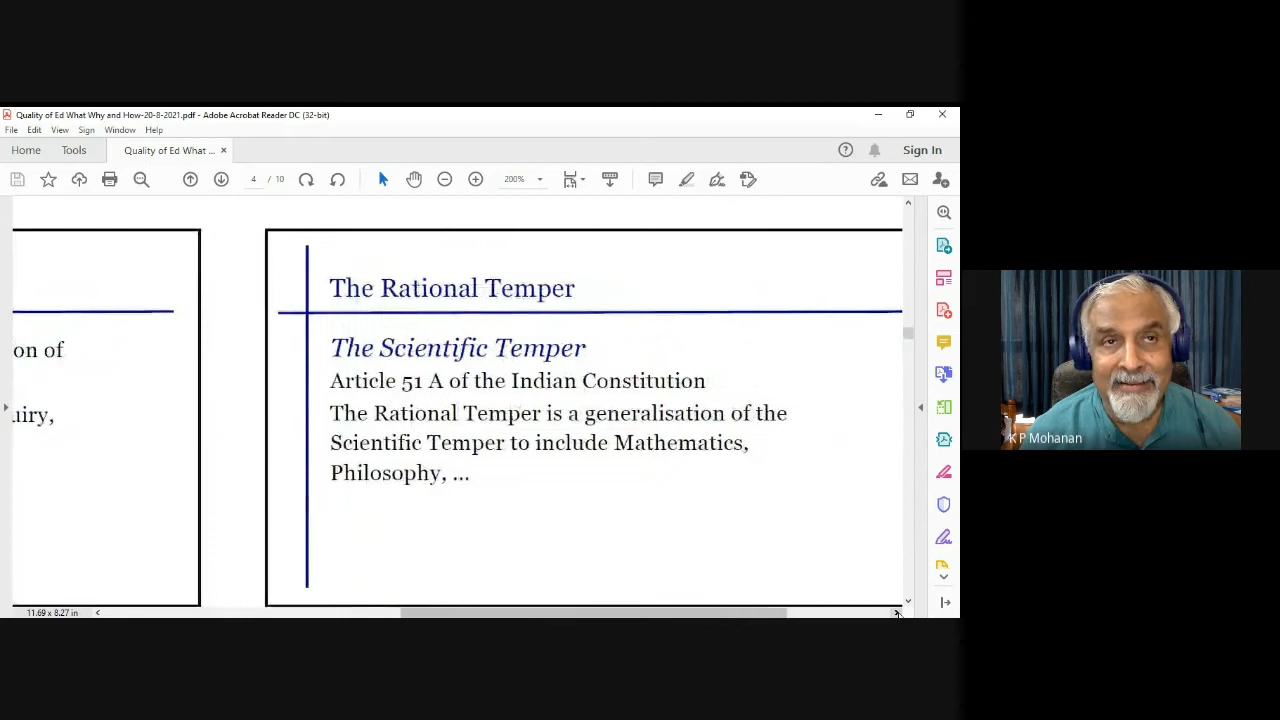 Quality of Ed What Why and How-20-8-2021.pdf - Adobe Acrobat Reader DC (32-bit)
File Edit View Sign Window Help
Home Tools Quality of Ed What ... × Sign In
4 / 10 200%
The Rational Temper
The Scientific Temper
on of
Article 51 A of the Indian Constitution
uiry,
The Rational Temper is a generalisation of the
Scientific Temper to include Mathematics,
Philosophy, ...
K P Mohanan
11.69 x 8.27 in